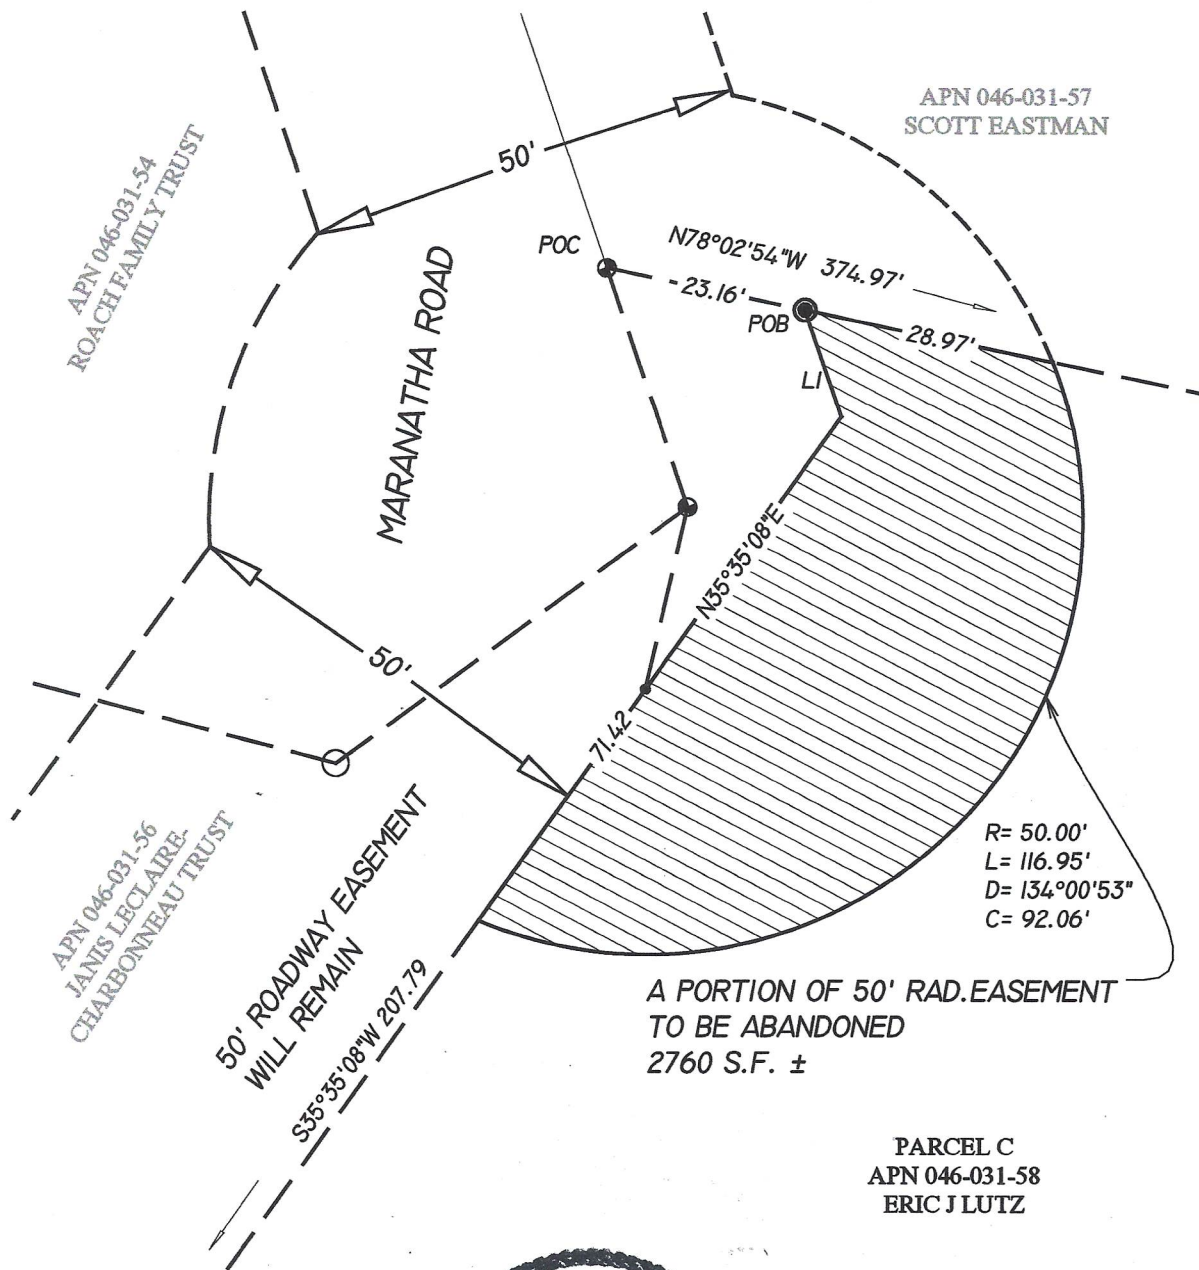 APN 046-031-57
SCOTT EASTMAN
50'
APN 046-031-54
ROACH FAMILY TRUST
POC
N78°02'54"W 374.97'
23.16'
POB
28.97'
L1
MARANATHA ROAD
N35°35'08"E
50'
71.42
R= 50.00'
L= 116.95'
D= 134°00'53"
C= 92.06'
APN 046-031-56
JANIS LECLAIRE-
CHARBONNEAU TRUST
50' ROADWAY EASEMENT
WILL REMAIN
S35°35'08"W 207.79
A PORTION OF 50' RAD.EASEMENT
TO BE ABANDONED
2760 S.F. ±
PARCEL C
APN 046-031-58
ERIC J LUTZ